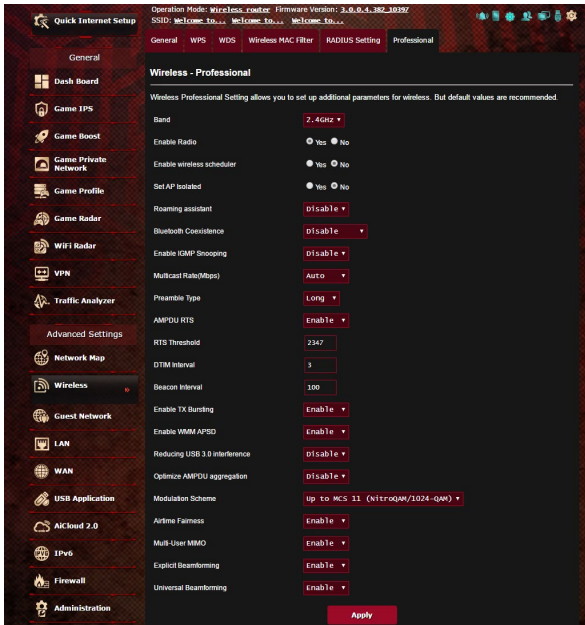 Quick Internet Setup
Operation Mode: Wireless router Firmware Version: 3.0.0.4.382_10397
SSID: Welcome to... Welcome to... Welcome to...
General WPS WDS Wireless MAC Filter RADIUS Setting Professional
General
Dash Board
Game IPS
Game Boost
Game Private
Network
Game Profile
Game Radar
WiFi Radar
VPN
Traffic Analyzer
Advanced Settings
Network Map
Wireless
Guest Network
LAN
WAN
USB Application
AiCloud 2.0
IPv6
Firewall
Administration
Wireless - Professional
Wireless Professional Setting allows you to set up additional parameters for wireless. But default values are recommended.
Band 2.4GHz
Enable Radio Yes No
Enable wireless scheduler Yes No
Set AP Isolated Yes No
Roaming assistant Disable
Bluetooth Coexistence Disable
Enable IGMP Snooping Disable
Multicast Rate(Mbps) Auto
Preamble Type Long
AMPDU RTS Enable
RTS Threshold 2347
DTIM Interval 3
Beacon Interval 100
Enable TX Bursting Enable
Enable WMM APSD Enable
Reducing USB 3.0 interference Disable
Optimize AMPDU aggregation Disable
Modulation Scheme Up to MCS 11 (NitroQAM/1024-QAM)
Airtime Fairness Enable
Multi-User MIMO Enable
Explicit Beamforming Enable
Universal Beamforming Enable
Apply